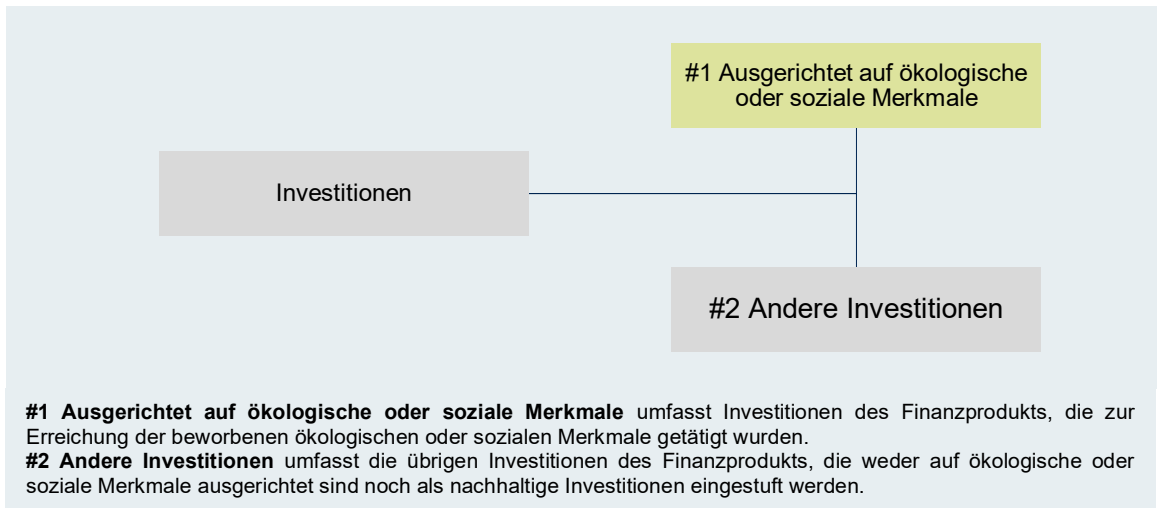 #1 Ausgerichtet auf ökologische
oder soziale Merkmale
Investitionen
#2 Andere Investitionen
#1 Ausgerichtet auf ökologische oder soziale Merkmale umfasst Investitionen des Finanzprodukts, die zur
Erreichung der beworbenen ökologischen oder sozialen Merkmale getätigt wurden.
#2 Andere Investitionen umfasst die übrigen Investitionen des Finanzprodukts, die weder auf ökologische oder
soziale Merkmale ausgerichtet sind noch als nachhaltige Investitionen eingestuft werden.